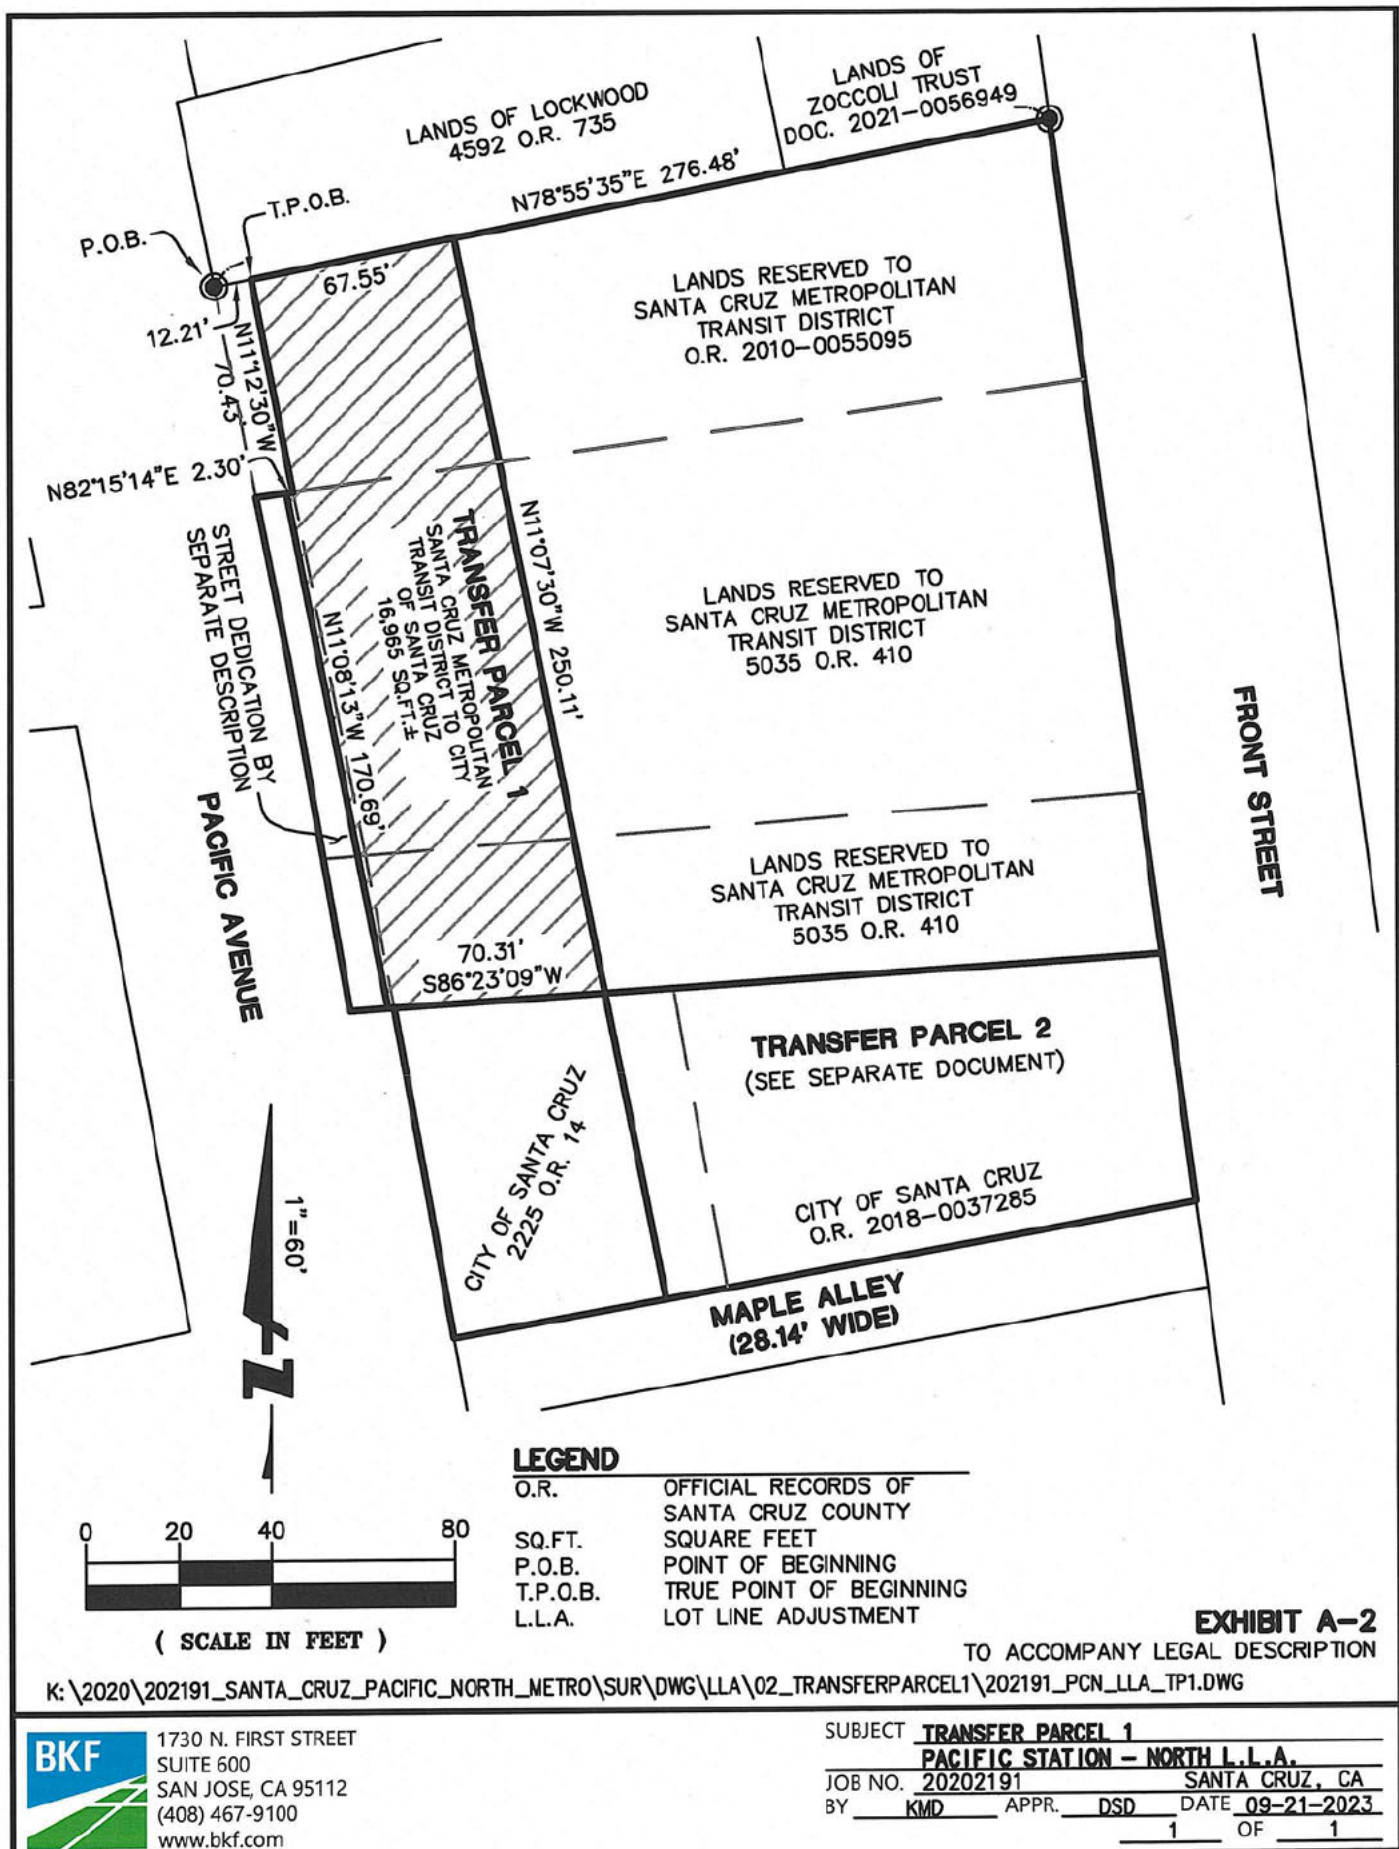 LANDS OF LOCKWOOD
4592 O.R. 735
LANDS OF
ZOCCOLI TRUST
DOC. 2021-0056949
N78°55'35"E 276.48'
T.P.O.B.
P.O.B.
67.55'
12.21'
N11°12'30"W
70.43'
LANDS RESERVED TO
SANTA CRUZ METROPOLITAN
TRANSIT DISTRICT
O.R. 2010-0055095
N82°15'14"E 2.30'
STREET DEDICATION BY
SEPARATE DESCRIPTION
TRANSFER PARCEL 1
SANTA CRUZ METROPOLITAN
TRANSIT DISTRICT TO CITY
OF SANTA CRUZ
16,965 SQ.FT.±
N11°08'13"W 170.69'
N11°07'30"W 250.11'
LANDS RESERVED TO
SANTA CRUZ METROPOLITAN
TRANSIT DISTRICT
5035 O.R. 410
FRONT STREET
PACIFIC AVENUE
LANDS RESERVED TO
SANTA CRUZ METROPOLITAN
TRANSIT DISTRICT
5035 O.R. 410
70.31'
S86°23'09"W
TRANSFER PARCEL 2
(SEE SEPARATE DOCUMENT)
CITY OF SANTA CRUZ
2225 O.R. 14
CITY OF SANTA CRUZ
O.R. 2018-0037285
MAPLE ALLEY
(28.14' WIDE)
1"=60'
N
LEGEND
O.R. OFFICIAL RECORDS OF
SANTA CRUZ COUNTY
SQ.FT. SQUARE FEET
P.O.B. POINT OF BEGINNING
T.P.O.B. TRUE POINT OF BEGINNING
L.L.A. LOT LINE ADJUSTMENT
0 20 40 80
( SCALE IN FEET )
EXHIBIT A-2
TO ACCOMPANY LEGAL DESCRIPTION
K:\2020\202191_SANTA_CRUZ_PACIFIC_NORTH_METRO\SUR\DWG\LLA\02_TRANSFERPARCEL1\202191_PCN_LLA_TP1.DWG
BKF
1730 N. FIRST STREET
SUITE 600
SAN JOSE, CA 95112
(408) 467-9100
www.bkf.com
SUBJECT TRANSFER PARCEL 1
PACIFIC STATION - NORTH L.L.A.
JOB NO. 20202191 SANTA CRUZ, CA
BY KMD APPR. DSD DATE 09-21-2023
1 OF 1